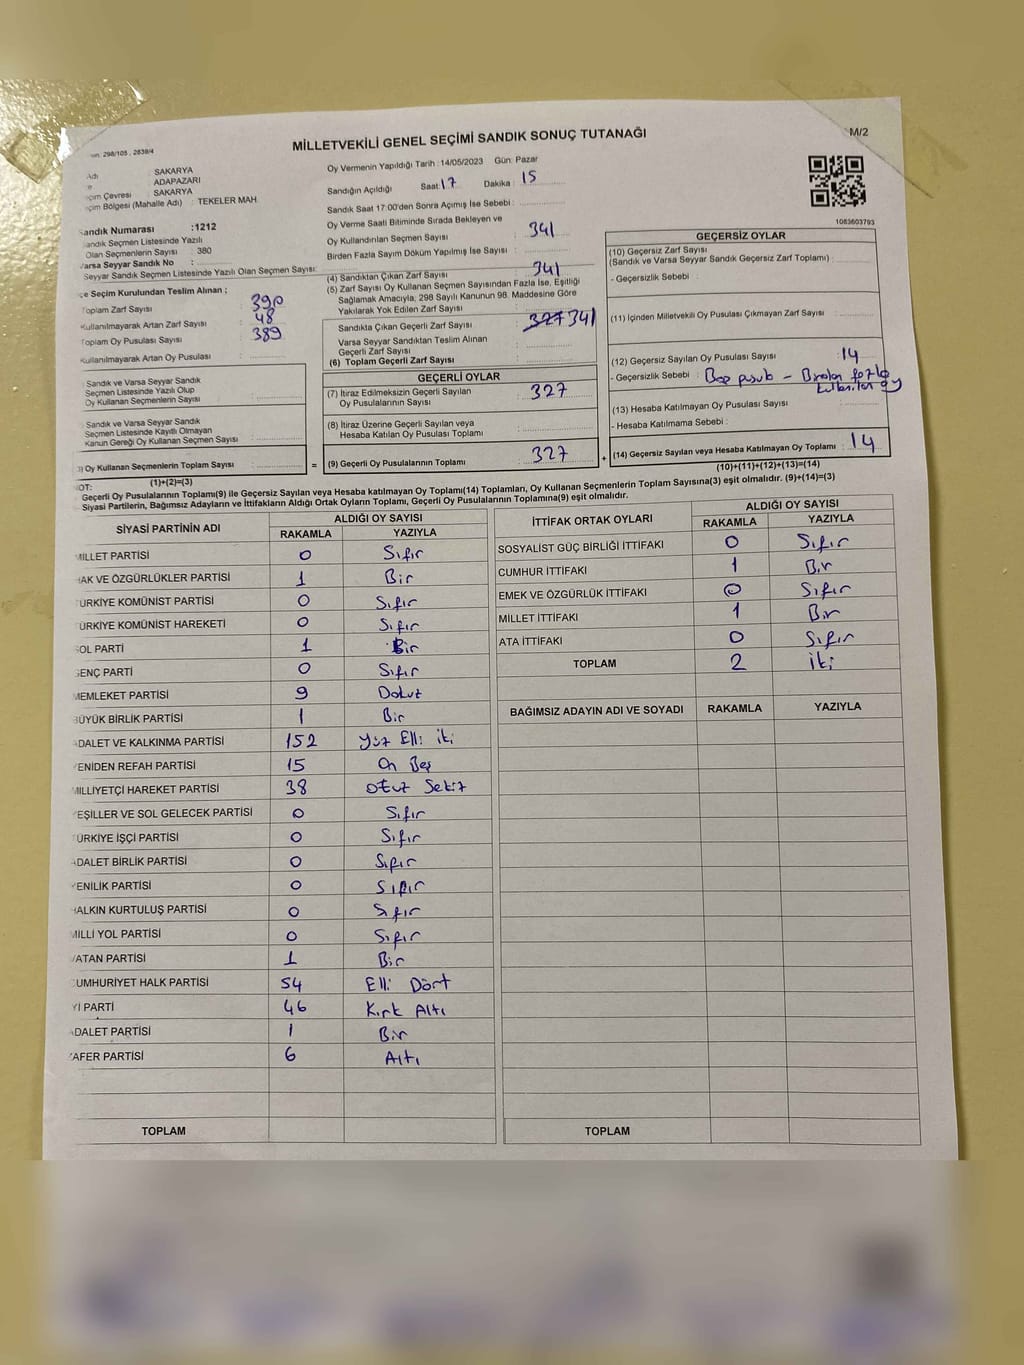 M/2
MİLLETVEKİLİ GENEL SEÇİMİ SANDIK SONUÇ TUTANAĞI
298/105 . 2839/4
Adı SAKARYA
ADAPAZARI
Çevresi SAKARYA
Bölgesi (Mahalle Adı) : TEKELER MAH.
Sandık Numarası :1212
Sandık Seçmen Listesinde Yazılı
Olan Seçmenlerin Sayısı : 380
Varsa Seyyar Sandık No :
Seyyar Sandık Seçmen Listesinde Yazılı Olan Seçmen Sayısı:
Oy Vermenin Yapıldığı Tarih :14/05/2023 Gün: Pazar
Sandığın Açıldığı Saat:17 Dakika : 15
Sandık Saat 17:00'den Sonra Açımış İse Sebebi :
Oy Verme Saati Bitiminde Sırada Bekleyen ve
Oy Kullandırılan Seçmen Sayısı : 341
Birden Fazla Sayım Döküm Yapılmış İse Sayısı :
1083603793
İlçe Seçim Kurulundan Teslim Alınan ;
Toplam Zarf Sayısı : 390
Kullanılmayarak Artan Zarf Sayısı : 48
Toplam Oy Pusulası Sayısı : 389
Kullanılmayarak Artan Oy Pusulası :
Sandık ve Varsa Seyyar Sandık
Seçmen Listesinde Yazılı Olup
Oy Kullanan Seçmenlerin Sayısı :
Sandık ve Varsa Seyyar Sandık
Seçmen Listesinde Kayıtlı Olmayan
Kanun Gereği Oy Kullanan Seçmen Sayısı :
Oy Kullanan Seçmenlerin Toplam Sayısı :
(1)+(2)=(3)
(4) Sandıktan Çıkan Zarf Sayısı : 341
(5) Zarf Sayısı Oy Kullanan Seçmen Sayısından Fazla İse, Eşitliği
Sağlamak Amacıyla; 298 Sayılı Kanunun 98. Maddesine Göre
Yakılarak Yok Edilen Zarf Sayısı :
Sandıkta Çıkan Geçerli Zarf Sayısı : 327 341
Varsa Seyyar Sandıktan Teslim Alınan
Geçerli Zarf Sayısı :
(6) Toplam Geçerli Zarf Sayısı :
GEÇERLİ OYLAR
(7) İtiraz Edilmeksizin Geçerli Sayılan
Oy Pusulalarının Sayısı : 327
(8) İtiraz Üzerine Geçerli Sayılan veya
Hesaba Katılan Oy Pusulası Toplamı :
= (9) Geçerli Oy Pusulalarının Toplamı : 327 +
GEÇERSİZ OYLAR
(10) Geçersiz Zarf Sayısı
(Sandık ve Varsa Seyyar Sandık Geçersiz Zarf Toplamı) :
- Geçersizlik Sebebi :
(11) İçinden Milletvekili Oy Pusulası Çıkmayan Zarf Sayısı :
(12) Geçersiz Sayılan Oy Pusulası Sayısı : 14
- Geçersizlik Sebebi : Boş pusula - Birden fazla
kullanılan oy
(13) Hesaba Katılmayan Oy Pusulası Sayısı :
- Hesaba Katılmama Sebebi :
(14) Geçersiz Sayılan veya Hesaba Katılmayan Oy Toplamı : 14
(10)+(11)+(12)+(13)=(14)
NOT:
Geçerli Oy Pusulalarının Toplamı(9) ile Geçersiz Sayılan veya Hesaba katılmayan Oy Toplamı(14) Toplamları, Oy Kullanan Seçmenlerin Toplam Sayısına(3) eşit olmalıdır. (9)+(14)=(3)
Siyasi Partilerin, Bağımsız Adayların ve İttifakların Aldığı Ortak Oyların Toplamı, Geçerli Oy Pusulalarının Toplamına(9) eşit olmalıdır.
SİYASİ PARTİNİN ADI ALDIĞI OY SAYISI
RAKAMLA YAZIYLA
MİLLET PARTİSİ 0 Sıfır
HAK VE ÖZGÜRLÜKLER PARTİSİ 1 Bir
TÜRKİYE KOMÜNİST PARTİSİ 0 Sıfır
TÜRKİYE KOMÜNİST HAREKETİ 0 Sıfır
SOL PARTİ 1 Bir
GENÇ PARTİ 0 Sıfır
MEMLEKET PARTİSİ 9 Dokuz
BÜYÜK BİRLİK PARTİSİ 1 Bir
ADALET VE KALKINMA PARTİSİ 152 Yüz Elli iki
YENİDEN REFAH PARTİSİ 15 On Beş
MİLLİYETÇİ HAREKET PARTİSİ 38 Otuz Sekiz
YEŞİLLER VE SOL GELECEK PARTİSİ 0 Sıfır
TÜRKİYE İŞÇİ PARTİSİ 0 Sıfır
ADALET BİRLİK PARTİSİ 0 Sıfır
YENİLİK PARTİSİ 0 Sıfır
HALKIN KURTULUŞ PARTİSİ 0 Sıfır
MİLLİ YOL PARTİSİ 0 Sıfır
VATAN PARTİSİ 1 Bir
CUMHURİYET HALK PARTİSİ 54 Elli Dört
İYİ PARTİ 46 Kırk Altı
ADALET PARTİSİ 1 Bir
ZAFER PARTİSİ 6 Altı
TOPLAM
İTTİFAK ORTAK OYLARI ALDIĞI OY SAYISI
RAKAMLA YAZIYLA
SOSYALİST GÜÇ BİRLİĞİ İTTİFAKI 0 Sıfır
CUMHUR İTTİFAKI 1 Bir
EMEK VE ÖZGÜRLÜK İTTİFAKI 0 Sıfır
MİLLET İTTİFAKI 1 Bir
ATA İTTİFAKI 0 Sıfır
TOPLAM 2 iki
BAĞIMSIZ ADAYIN ADI VE SOYADI RAKAMLA YAZIYLA
TOPLAM